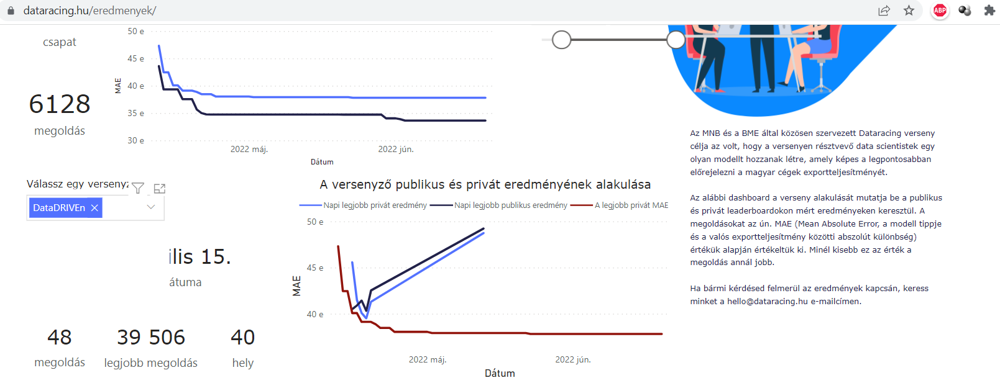 dataracing.hu/eredmenyek/
ABP
csapat
6128
megoldás
50 e
45 e
40 e
35 e
30 e
MAE
2022 máj.
2022 jún.
Dátum
Válassz egy versenyz
DataDRIVEn
ilis 15.
átuma
48
megoldás
39 506
legjobb megoldás
40
hely
A versenyző publikus és privát eredményének alakulása
Napi legjobb privát eredmény
Napi legjobb publikus eredmény
A legjobb privát MAE
50 e
45 e
40 e
MAE
2022 máj.
2022 jún.
Dátum
Az MNB és a BME által közösen szervezett Dataracing verseny
célja az volt, hogy a versenyen résztvevő data scientistek egy
olyan modellt hozzanak létre, amely képes a legpontosabban
előrejelezni a magyar cégek exportteljesítményét.
Az alábbi dashboard a verseny alakulását mutatja be a publikus
és privát leaderboardokon mért eredményeken keresztül. A
megoldásokat az ún. MAE (Mean Absolute Error, a modell tippje
és a valós exportteljesítmény közötti abszolút különbség)
értékük alapján értékeltük ki. Minél kisebb ez az érték a
megoldás annál jobb.
Ha bármi kérdésed felmerül az eredmények kapcsán, keress
minket a hello@dataracing.hu e-mailcímen.